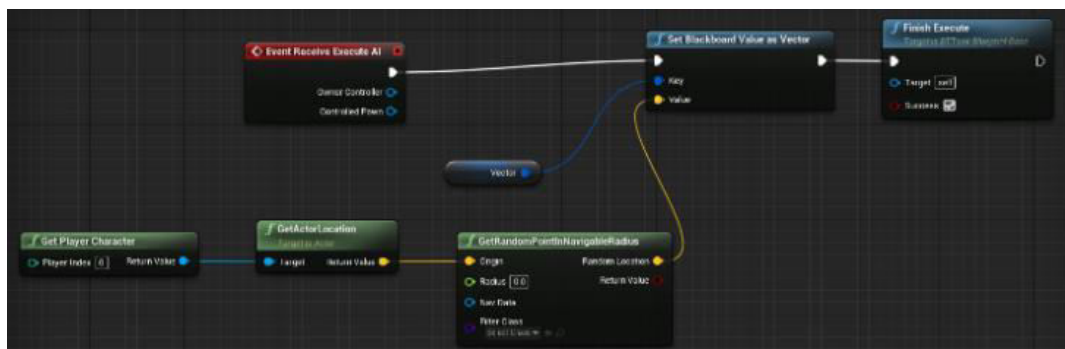 f Finish Execute
Event Receive Execute AI
f Set Blackboard Value as Vector
Owner Controller
Key
Target self
Controlled Pawn
Value
Success
Vector
f GetActorLocation
Target is Actor
f Get Player Character
f GetRandomPointInNavigableRadius
Player Index 0 Return Value
Target Return Value
Origin Random Location
Radius 0.0 Return Value
Nav Data
Filter Class